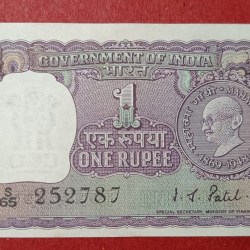 GOVERNMENT OF INDIA
भारत
1
एक रुपया
ONE RUPEE
1869-1948
S
65 252787
I. G. Patel
SPECIAL SECRETARY, MINISTRY OF FINANCE